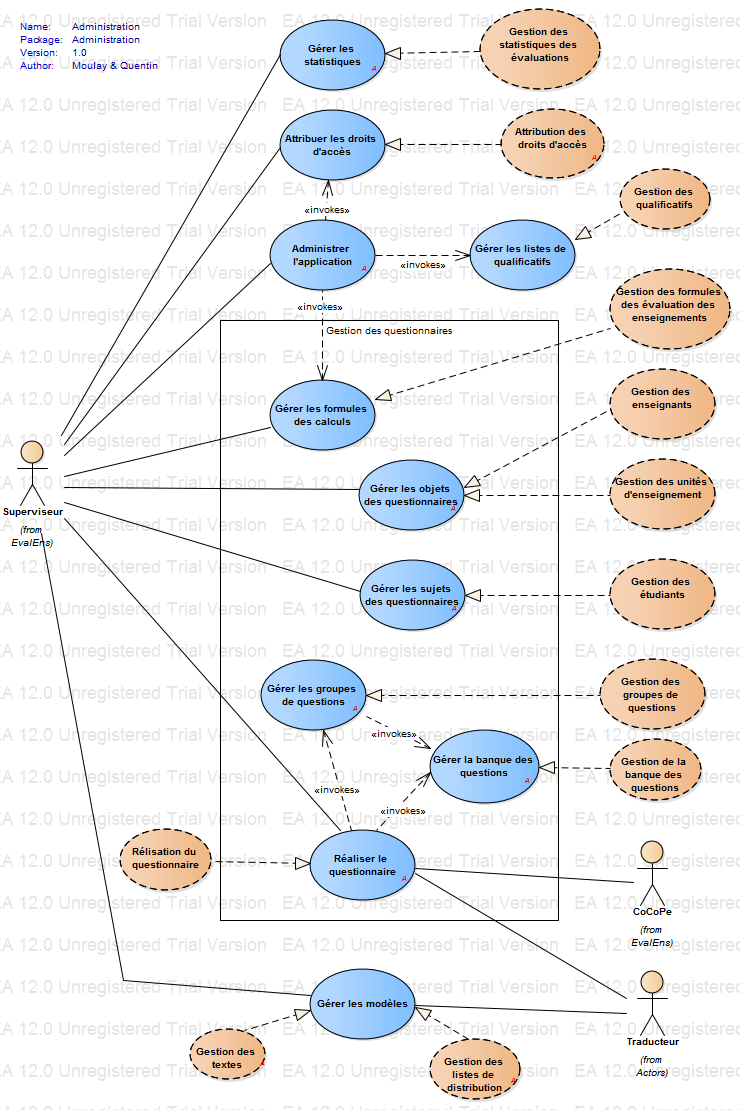 Name: Administration
Package: Administration
Version: 1.0
Author: Moulay & Quentin
EA 12.0 Unregistered Trial Version
Gérer les
statistiques
Gestion des
statistiques des
évaluations
Attribuer les droits
d'accès
Attribution des
droits d'accès
«invokes»
Gestion des
qualificatifs
Administrer
l'application
«invokes»
Gérer les listes de
qualificatifs
«invokes»
Gestion des formules
des évaluation des
enseignements
Gestion des questionnaires
Gérer les formules
des calculs
Gestion des
enseignants
Superviseur
(from
EvalEns)
Gérer les objets
des questionnaires
Gestion des unités
d'enseignement
Gérer les sujets
des questionnaires
Gestion des
étudiants
Gérer les groupes
de questions
Gestion des
groupes de
questions
«invokes»
Gérer la banque des
questions
Gestion de la
banque des
questions
«invokes»
«invokes»
Rélisation du
questionnaire
Réaliser le
questionnaire
CoCoPe
(from
EvalEns)
Gérer les modèles
Traducteur
(from
Actors)
Gestion des
textes
Gestion des
listes de
distribution